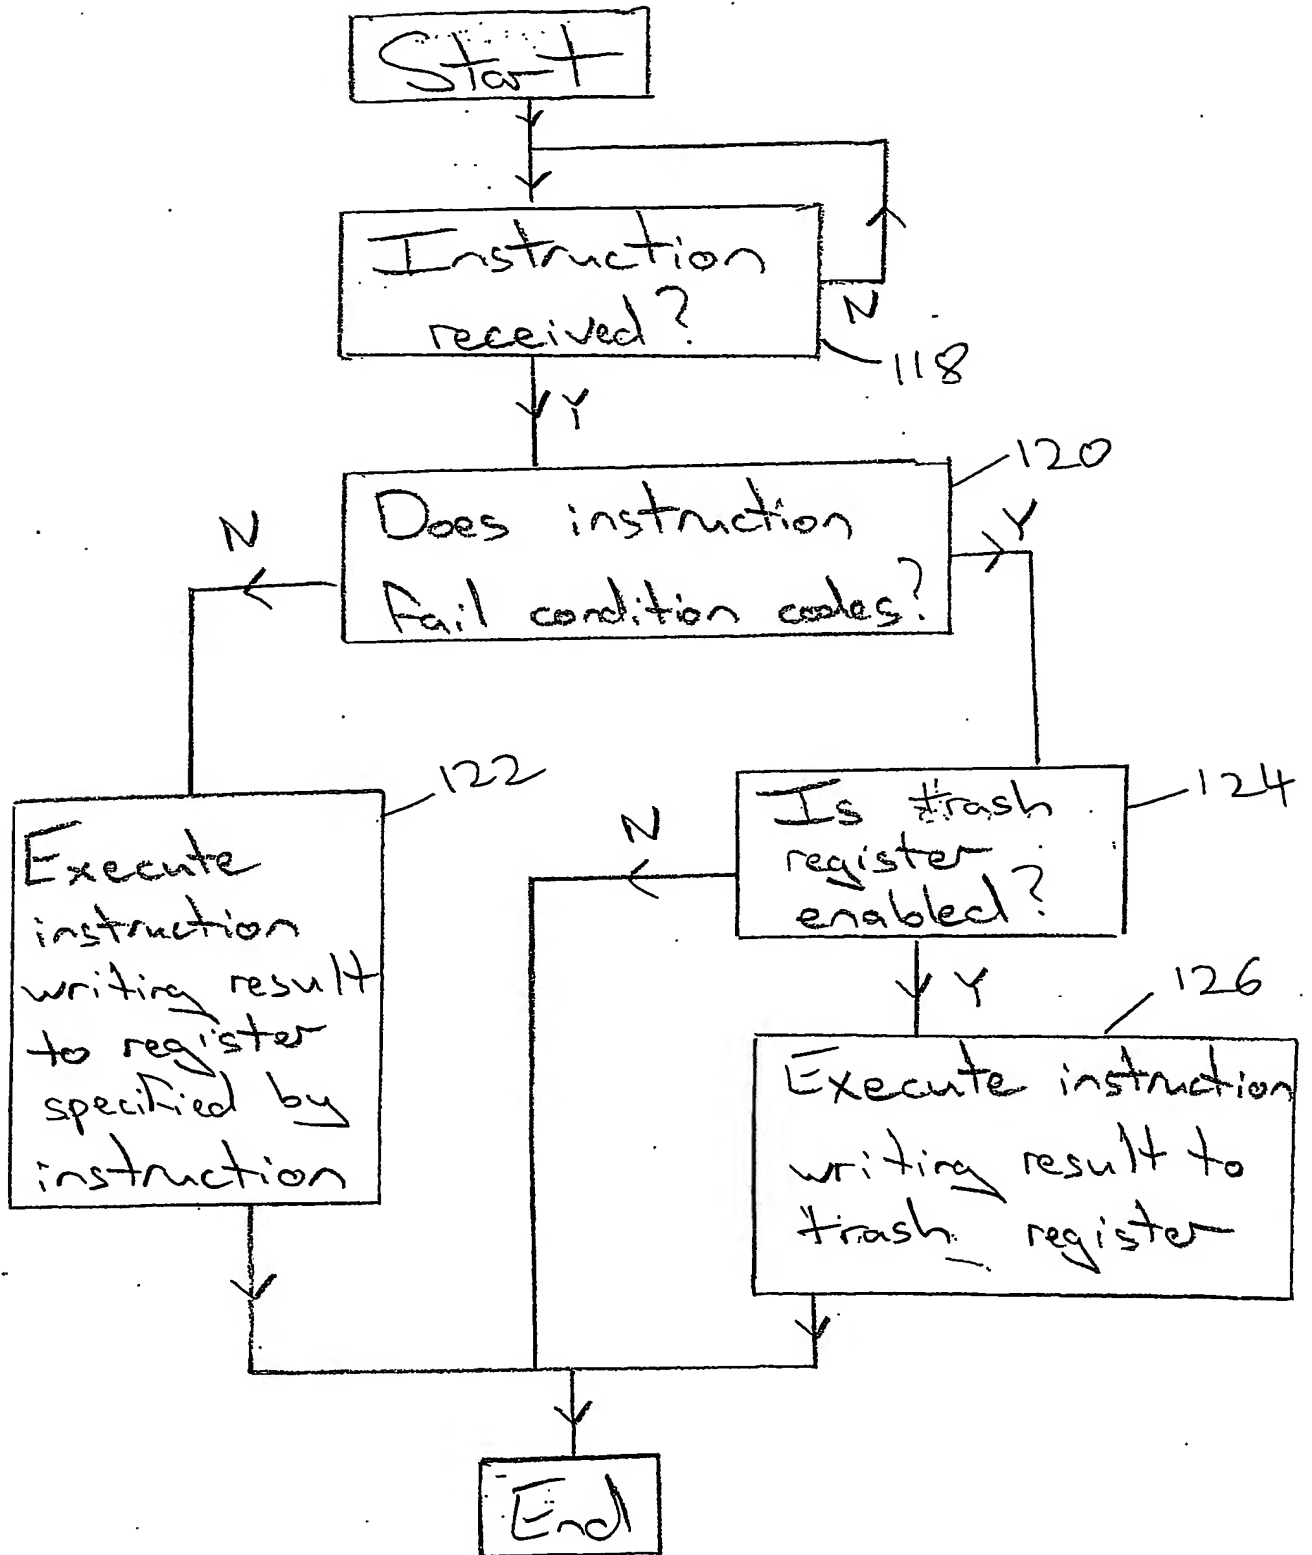 Start
Instruction
received?
N
118
Y
120
Does instruction
fail condition codes?
N
Y
122
Execute
instruction
writing result
to register
specified by
instruction
124
Is trash
register
enabled?
N
Y
126
Execute instruction
writing result to
trash register
End